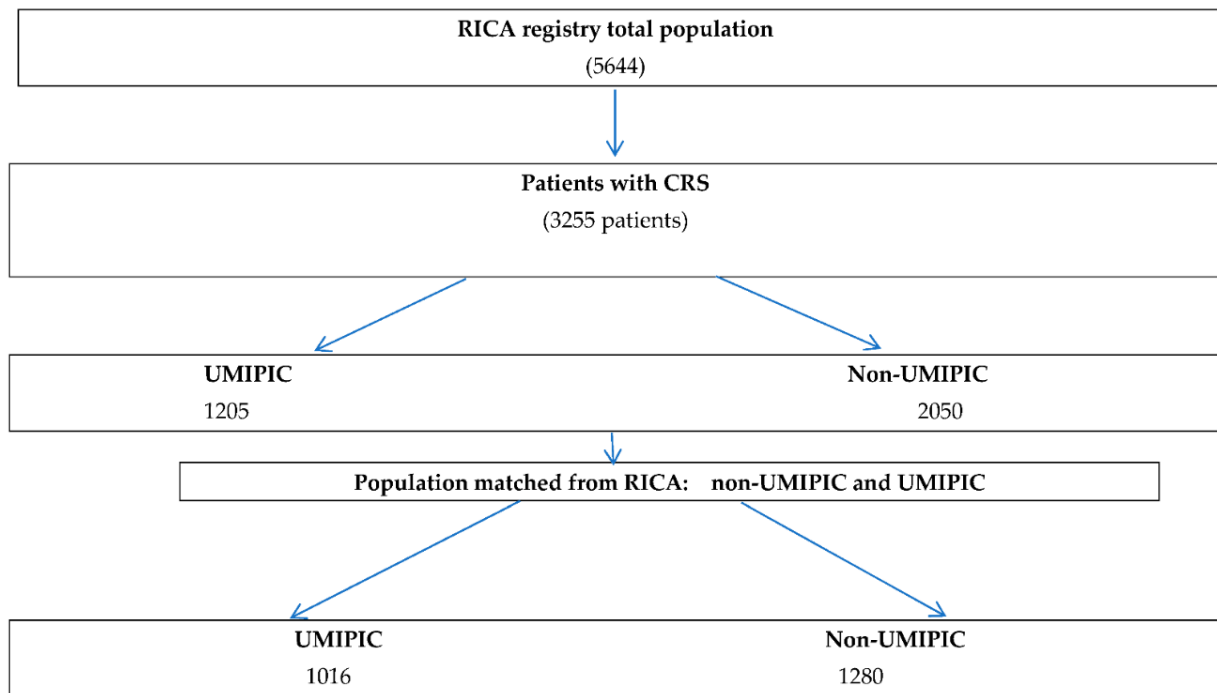 RICA registry total population
(5644)
Patients with CRS
(3255 patients)
UMIPIC Non-UMIPIC
1205 2050
Population matched from RICA: non-UMIPIC and UMIPIC
UMIPIC Non-UMIPIC
1016 1280